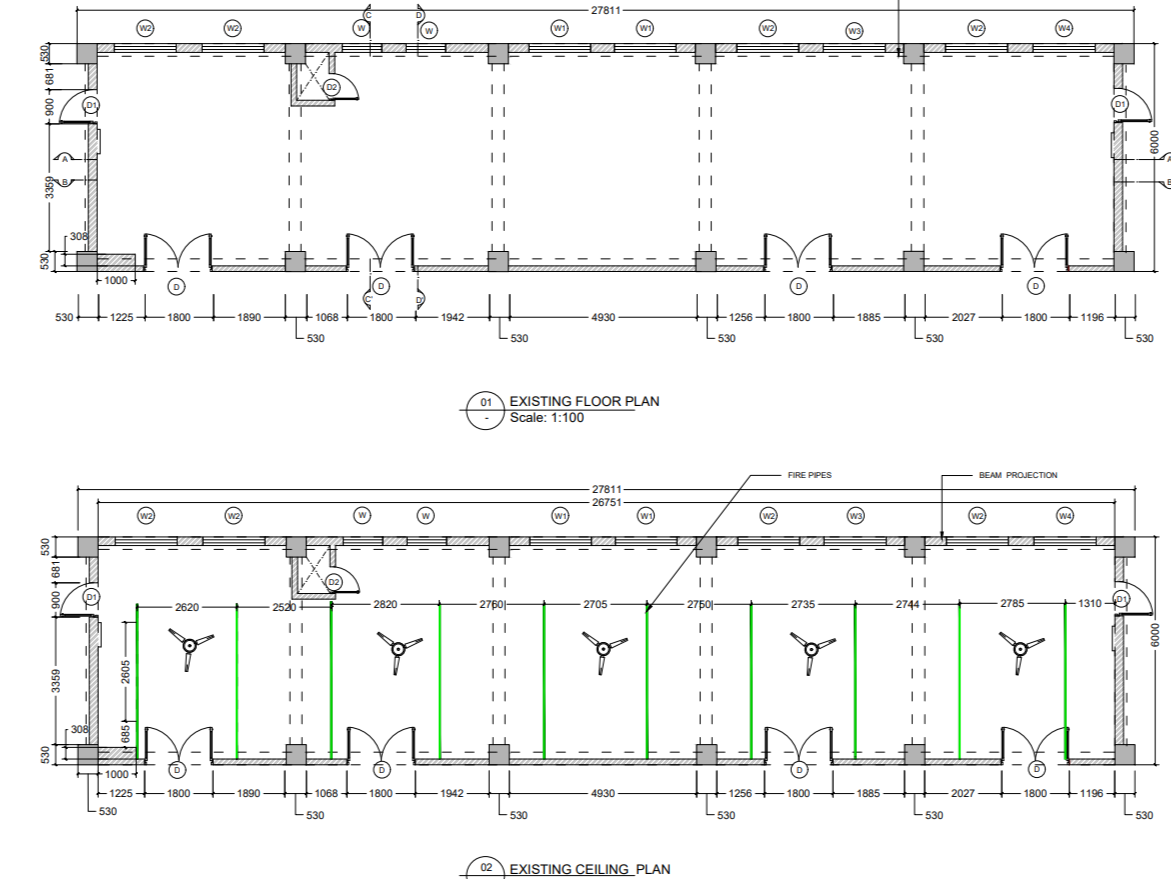 27811
W2 W2 W W W1 W1 W2 W3 W2 W4
C D
530
681
900
3359
308
530
D1
D2
D1
A
B
A
B
6000
1000
D D D D
C' D'
530 1225 1800 1890 1068 1800 1942 4930 1256 1800 1885 2027 1800 1196
530 530 530 530 530
01 EXISTING FLOOR PLAN
- Scale: 1:100
FIRE PIPES
BEAM PROJECTION
27811
26751
W2 W2 W W W1 W1 W2 W3 W2 W4
530
681
900
3359
308
530
D1
D2
D1
2620 2520 2820 2760 2705 2750 2735 2744 2785 1310
2605
685
6000
1000
D D D D
1225 1800 1890 1068 1800 1942 4930 1256 1800 1885 2027 1800 1196
530 530 530 530 530 530
02 EXISTING CEILING PLAN